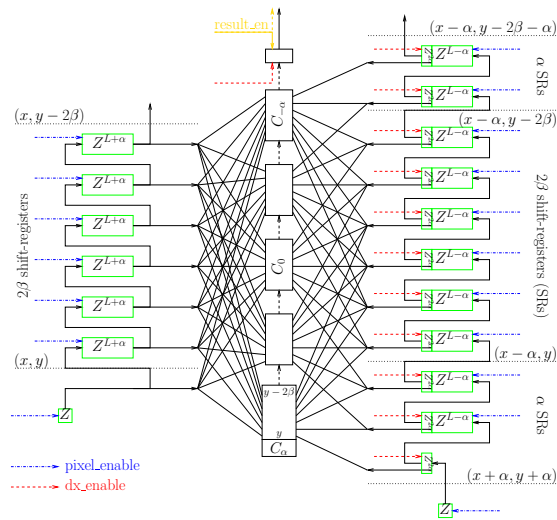 result_en
(x−α, y−2β−α)
Z^{L−α}
α SRs
Z^{L−α}
C_{−α}
(x, y−2β)
(x−α, y−2β)
Z^{L+α}
Z^{L−α}
Z^{L+α}
Z^{L−α}
Z^{L+α}
Z^{L−α}
2β shift-registers
Z^{L+α}
C_0
Z^{L−α}
2β shift-registers (SRs)
Z^{L+α}
Z^{L−α}
Z^{L+α}
Z^{L−α}
(x, y)
(x−α, y)
Z^{L−α}
y−2β
α SRs
Z
Z^{L−α}
y
C_α
pixel_enable
dx_enable
(x+α, y+α)
Z